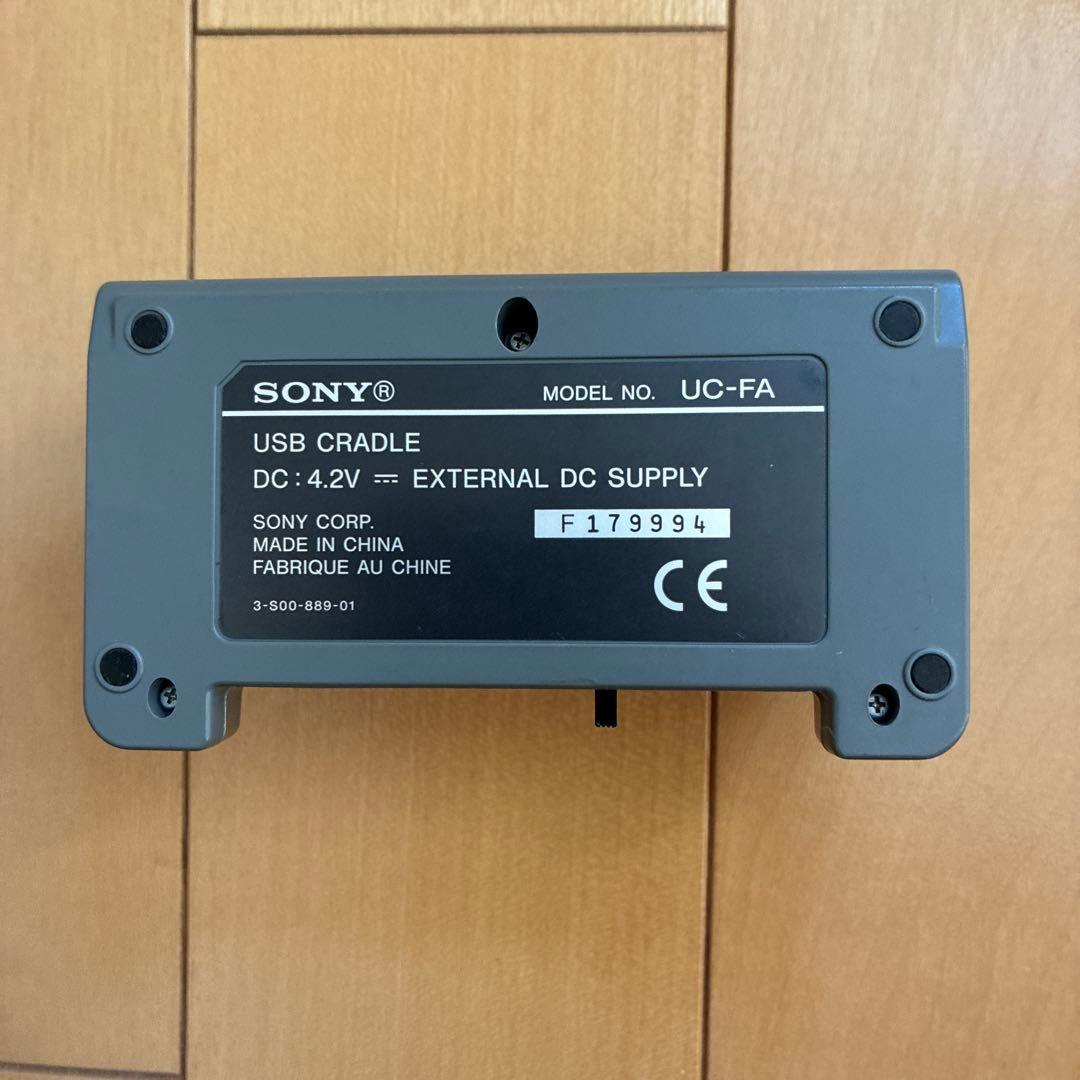 SONY® MODEL NO. UC-FA
USB CRADLE
DC : 4.2V ⎓ EXTERNAL DC SUPPLY
SONY CORP. F179994
MADE IN CHINA
FABRIQUE AU CHINE
CE
3-S00-889-01